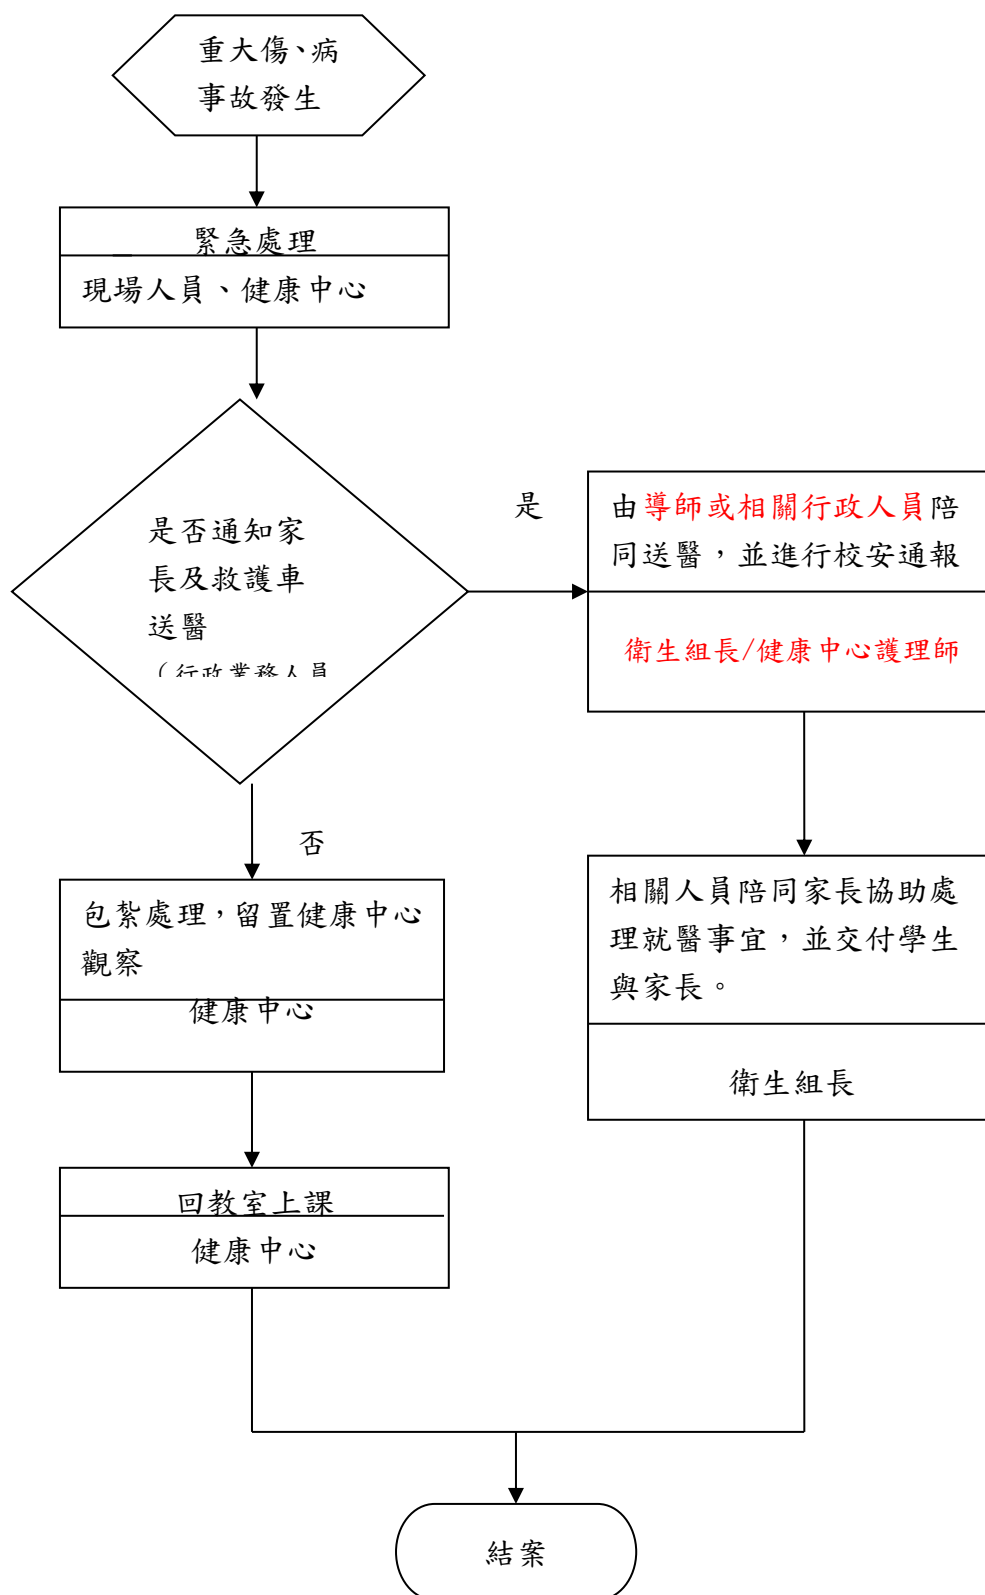 重大傷、病
事故發生
緊急處理
現場人員、健康中心
是否通知家
長及救護車
送醫
（行政業務人員
是
由導師或相關行政人員陪
同送醫，並進行校安通報
衛生組長/健康中心護理師
否
包紮處理，留置健康中心
觀察
健康中心
相關人員陪同家長協助處
理就醫事宜，並交付學生
與家長。
衛生組長
回教室上課
健康中心
結案